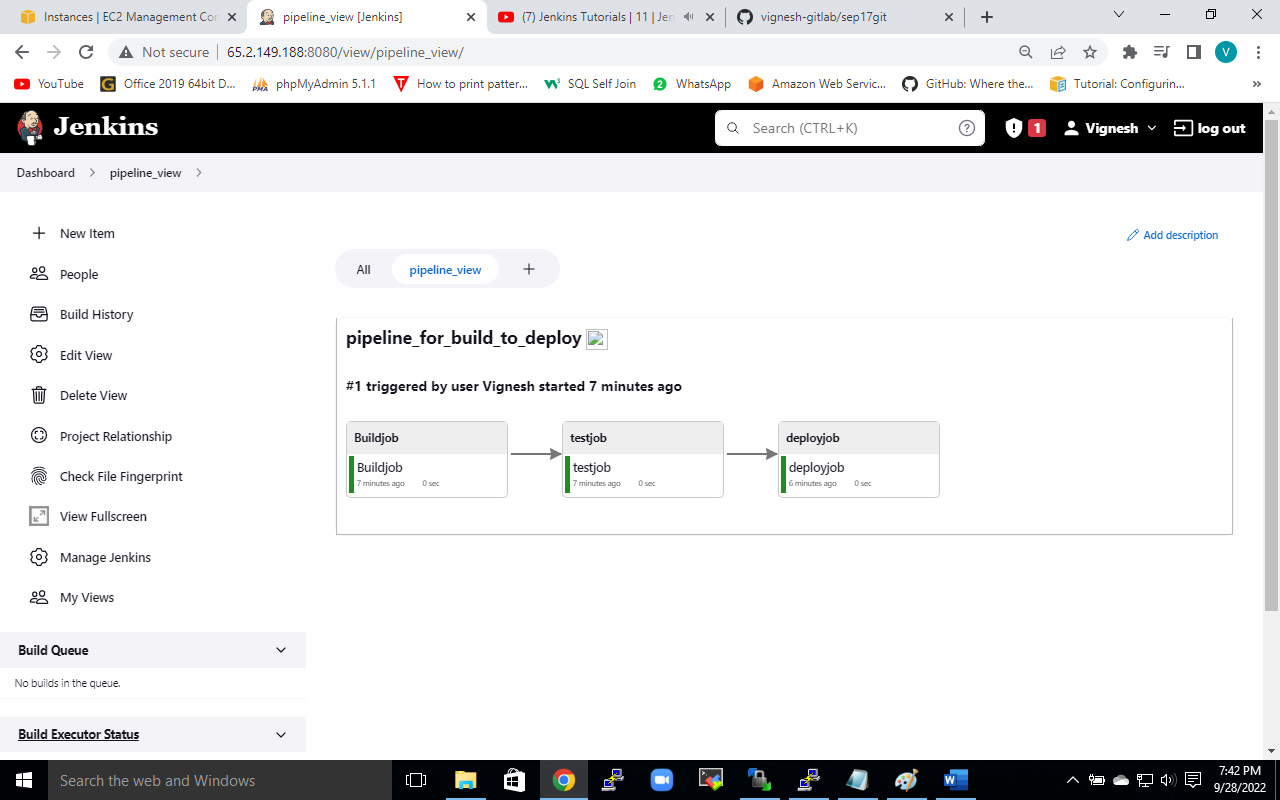 Instances | EC2 Management Con
pipeline_view [Jenkins]
(7) Jenkins Tutorials | 11 | Jen
vignesh-gitlab/sep17git
Not secure
65.2.149.188:8080/view/pipeline_view/
V
YouTube
Office 2019 64bit D...
phpMyAdmin 5.1.1
How to print patter...
SQL Self Join
2
WhatsApp
Amazon Web Servic...
GitHub: Where the...
Tutorial: Configurin...
»
Jenkins
Search (CTRL+K)
1
Vignesh
log out
Dashboard
pipeline_view
New Item
People
Build History
Edit View
Delete View
Project Relationship
Check File Fingerprint
View Fullscreen
Manage Jenkins
My Views
Build Queue
No builds in the queue.
Build Executor Status
Add description
All
pipeline_view
+
pipeline_for_build_to_deploy
#1 triggered by user Vignesh started 7 minutes ago
Buildjob
Buildjob
7 minutes ago 0 sec
testjob
testjob
7 minutes ago 0 sec
deployjob
deployjob
6 minutes ago 0 sec
Search the web and Windows
7:42 PM
9/28/2022